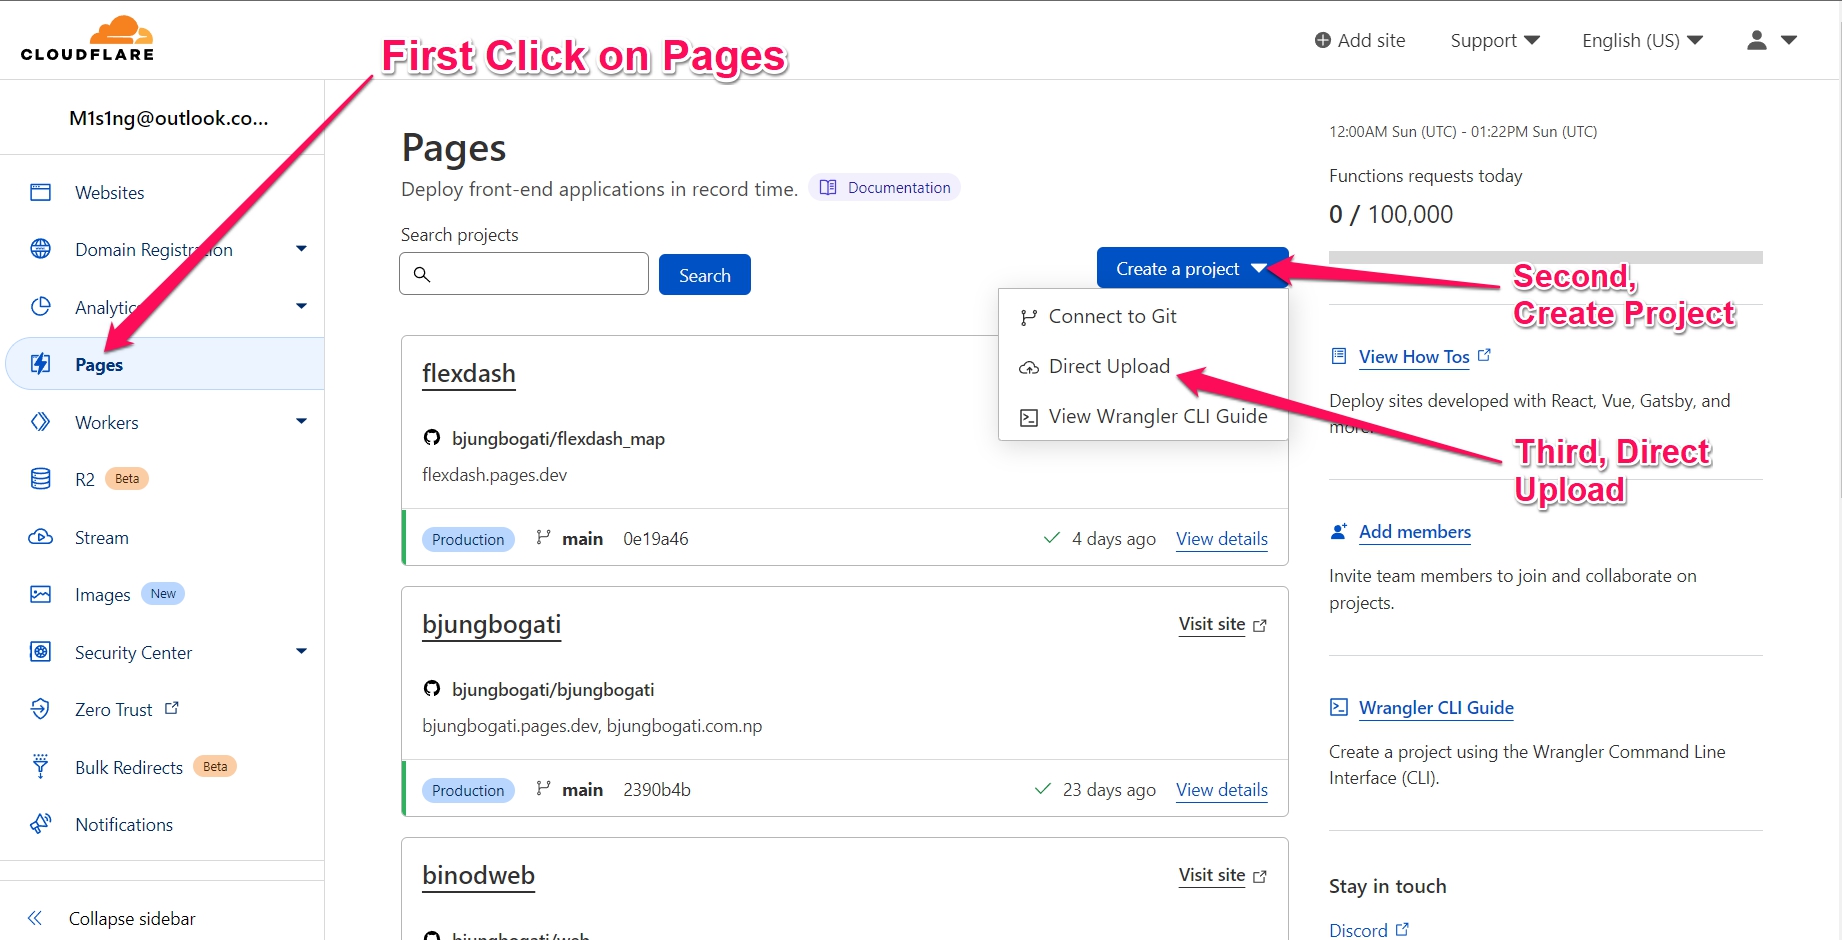 CLOUDFLARE
First Click on Pages
Add site
Support
English (US)
M1s1ng@outlook.co...
Websites
Domain Registration
Analytics
Pages
Workers
R2 Beta
Stream
Images New
Security Center
Zero Trust
Bulk Redirects Beta
Notifications
Collapse sidebar
Pages
Deploy front-end applications in record time.
Documentation
Search projects
Search
Create a project
Connect to Git
Direct Upload
View Wrangler CLI Guide
flexdash
bjungbogati/flexdash_map
flexdash.pages.dev
Production main 0e19a46 4 days ago View details
bjungbogati Visit site
bjungbogati/bjungbogati
bjungbogati.pages.dev, bjungbogati.com.np
Production main 2390b4b 23 days ago View details
binodweb Visit site
bjungbogati/web
12:00AM Sun (UTC) - 01:22PM Sun (UTC)
Functions requests today
0 / 100,000
Second,
Create Project
View How Tos
Deploy sites developed with React, Vue, Gatsby, and
more.
Third, Direct
Upload
Add members
Invite team members to join and collaborate on
projects.
Wrangler CLI Guide
Create a project using the Wrangler Command Line
Interface (CLI).
Stay in touch
Discord